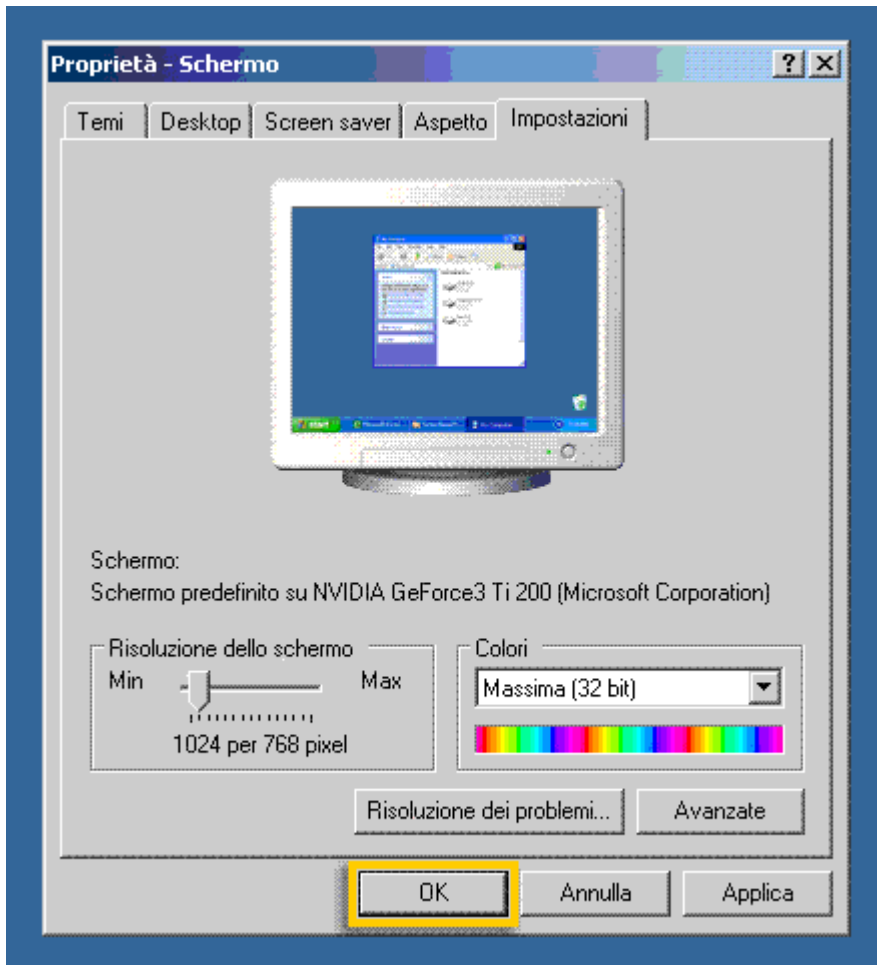 Proprietà - Schermo
Temi Desktop Screen saver Aspetto Impostazioni
Schermo:
Schermo predefinito su NVIDIA GeForce3 Ti 200 (Microsoft Corporation)
Risoluzione dello schermo
Min Max
1024 per 768 pixel
Colori
Massima (32 bit)
Risoluzione dei problemi... Avanzate
OK Annulla Applica